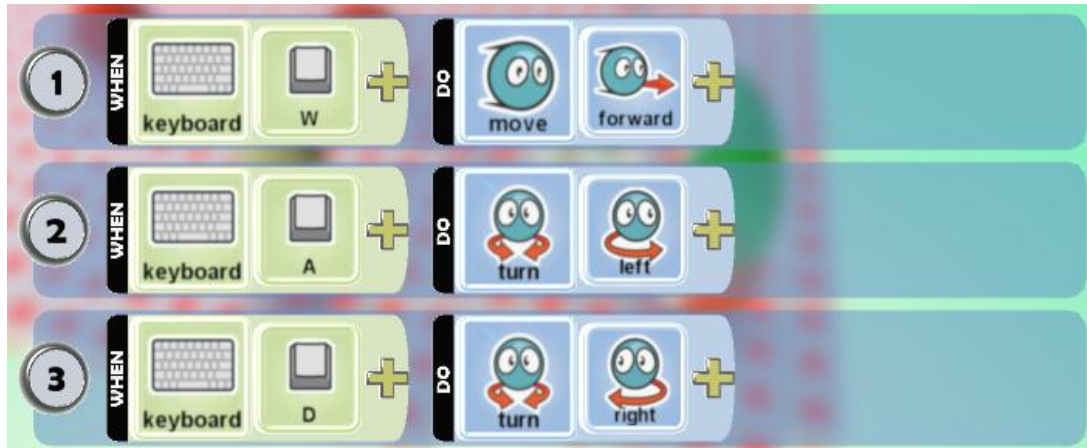 1 WHEN keyboard W DO move forward
2 WHEN keyboard A DO turn left
3 WHEN keyboard D DO turn right